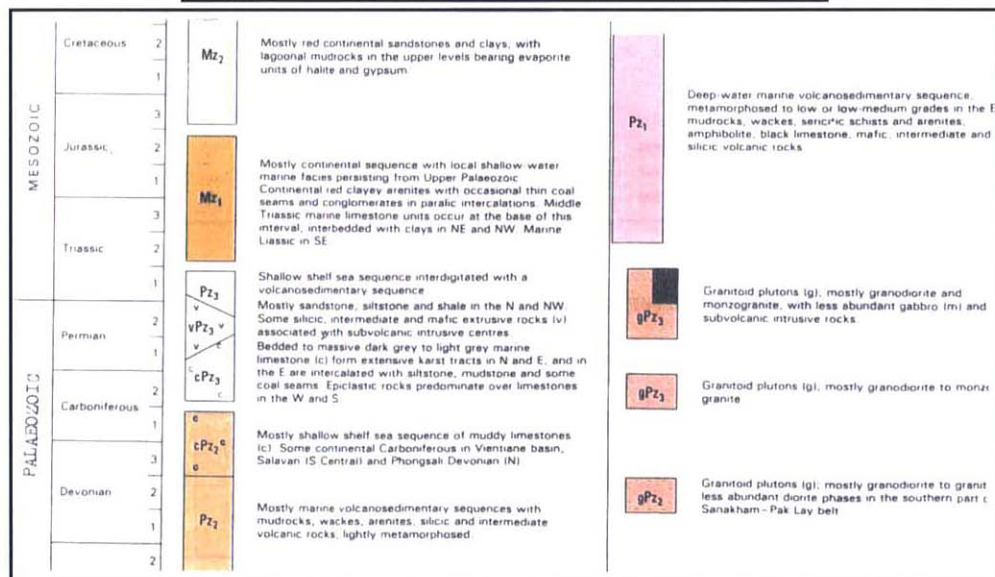 MESOZOIC
PALAEOZOIC
Cretaceous
2
1
Jurassic
3
2
1
Triassic
3
2
1
Permian
2
1
Carboniferous
2
1
Devonian
3
2
1
2
Mz2
Mostly red continental sandstones and clays, with
lagoonal mudrocks in the upper levels bearing evaporite
units of halite and gypsum
Mz1
Mostly continental sequence with local shallow water
marine facies persisting from Upper Palaeozoic
Continental red clayey arenites with occasional thin coal
seams and conglomerates in paralic intercalations. Middle
Triassic marine limestone units occur at the base of this
interval, interbedded with clays in NE and NW. Marine
Liassic in SE
Pz3
v
vPz3 v
v c
c
cPz3
c
Shallow shelf sea sequence interdigitated with a
volcanosedimentary sequence
Mostly sandstone, siltstone and shale in the N and NW.
Some silicic, intermediate and mafic extrusive rocks (v)
associated with subvolcanic intrusive centres
Bedded to massive dark grey to light grey marine
limestone (c) form extensive karst tracts in N and E, and in
the E are intercalated with siltstone, mudstone and some
coal seams. Epiclastic rocks predominate over limestones
in the W and S
c
cPz2 c
c
Mostly shallow shelf sea sequence of muddy limestones
(c). Some continental Carboniferous in Vientiane basin,
Salavan (S Central) and Phongsali Devonian (N)
Pz2
Mostly marine volcanosedimentary sequences with
mudrocks, wackes, arenites, silicic and intermediate
volcanic rocks, lightly metamorphosed.
Pz1
Deep-water marine volcanosedimentary sequence,
metamorphosed to low or low-medium grades in the E
mudrocks, wackes, sericitic schists and arenites,
amphibolite, black limestone, mafic, intermediate and
silicic volcanic rocks
gPz3
Granitoid plutons (g), mostly granodiorite and
monzogranite, with less abundant gabbro (m) and
subvolcanic intrusive rocks
gPz3
Granitoid plutons (g), mostly granodiorite to monzo
granite
gPz2
Granitoid plutons (g), mostly granodiorite to granit
less abundant diorite phases in the southern part c
Sanakham-Pak Lay belt